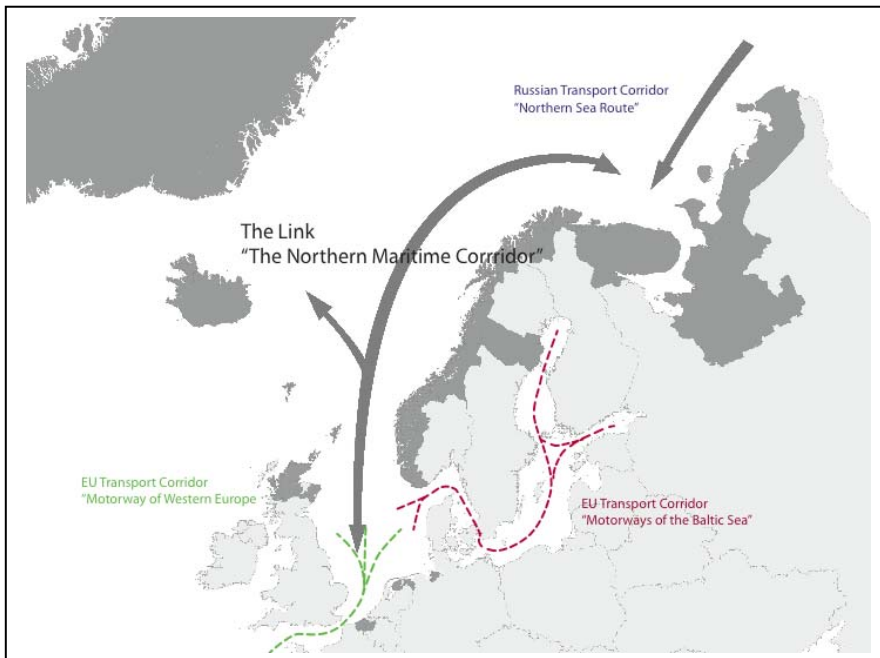 Russian Transport Corridor
“Northern Sea Route”
The Link
“The Northern Maritime Corrridor”
EU Transport Corridor
“Motorway of Western Europe
EU Transport Corridor
“Motorways of the Baltic Sea”